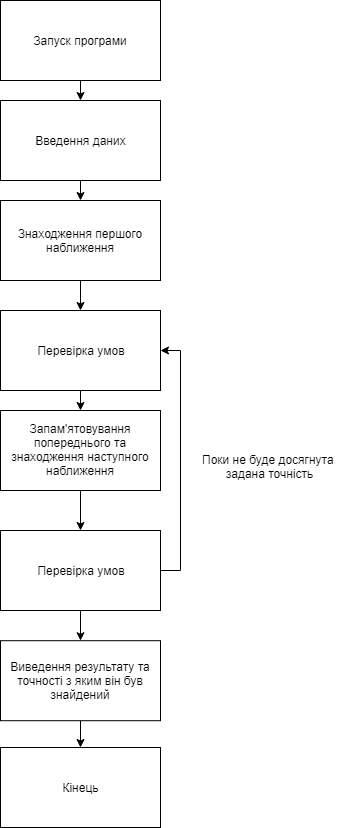 Запуск програми
Введення даних
Знаходження першого
наближення
Перевірка умов
Запам'ятовування
попереднього та
знаходження наступного
наближення
Поки не буде досягнута
задана точність
Перевірка умов
Виведення результату та
точності з яким він був
знайдений
Кінець